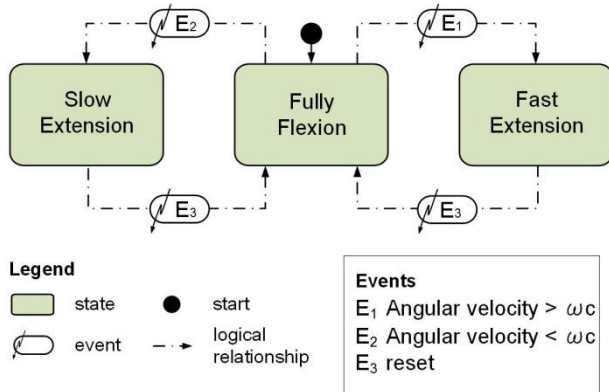 E₂
E₁
Slow
Extension
Fully
Flexion
Fast
Extension
E₃
E₃
Legend
state
start
event
logical
relationship
Events
E₁ Angular velocity > ωc
E₂ Angular velocity < ωc
E₃ reset